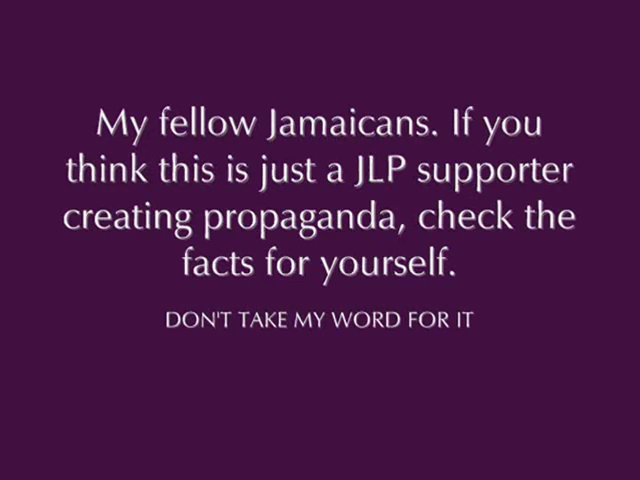 My fellow Jamaicans. If you
think this is just a JLP supporter
creating propaganda, check the
facts for yourself.
DON'T TAKE MY WORD FOR IT